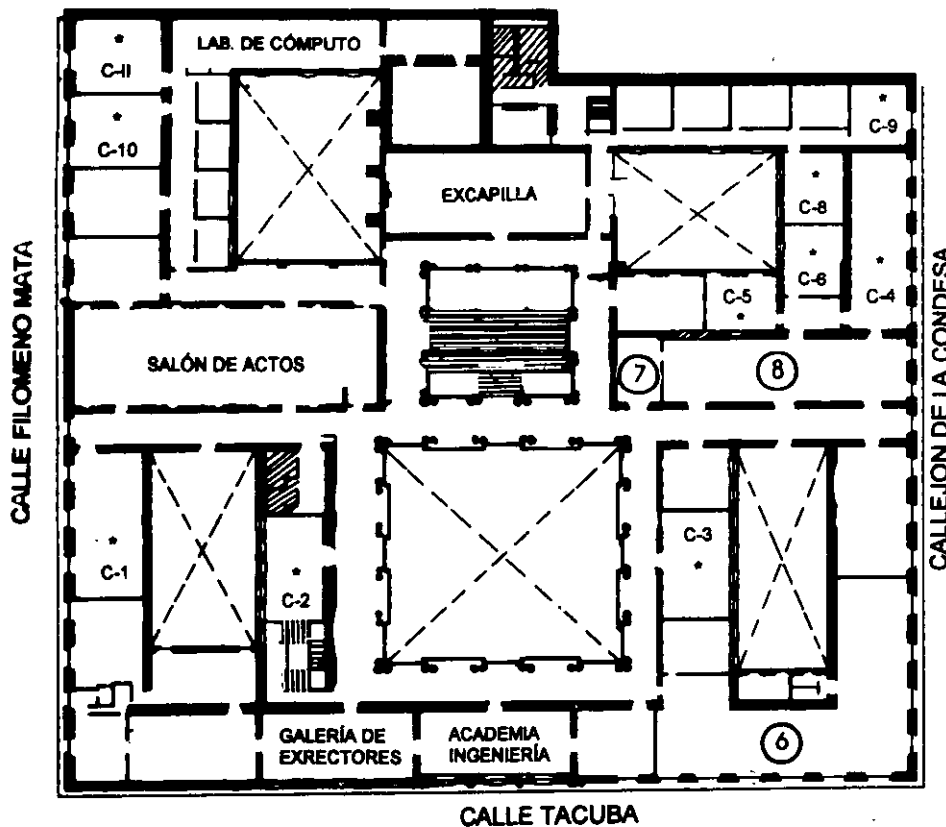 LAB. DE CÓMPUTO
*
C-II
*
C-10
*
C-9
EXCAPILLA
*
C-8
C-6
*
C-5
*
*
C-4
SALÓN DE ACTOS
7
8
CALLE FILOMENO MATA
CALLEJON DE LA CONDESA
*
C-1
*
C-2
C-3
*
GALERÍA DE
EXRECTORES
ACADEMIA
INGENIERÍA
6
CALLE TACUBA